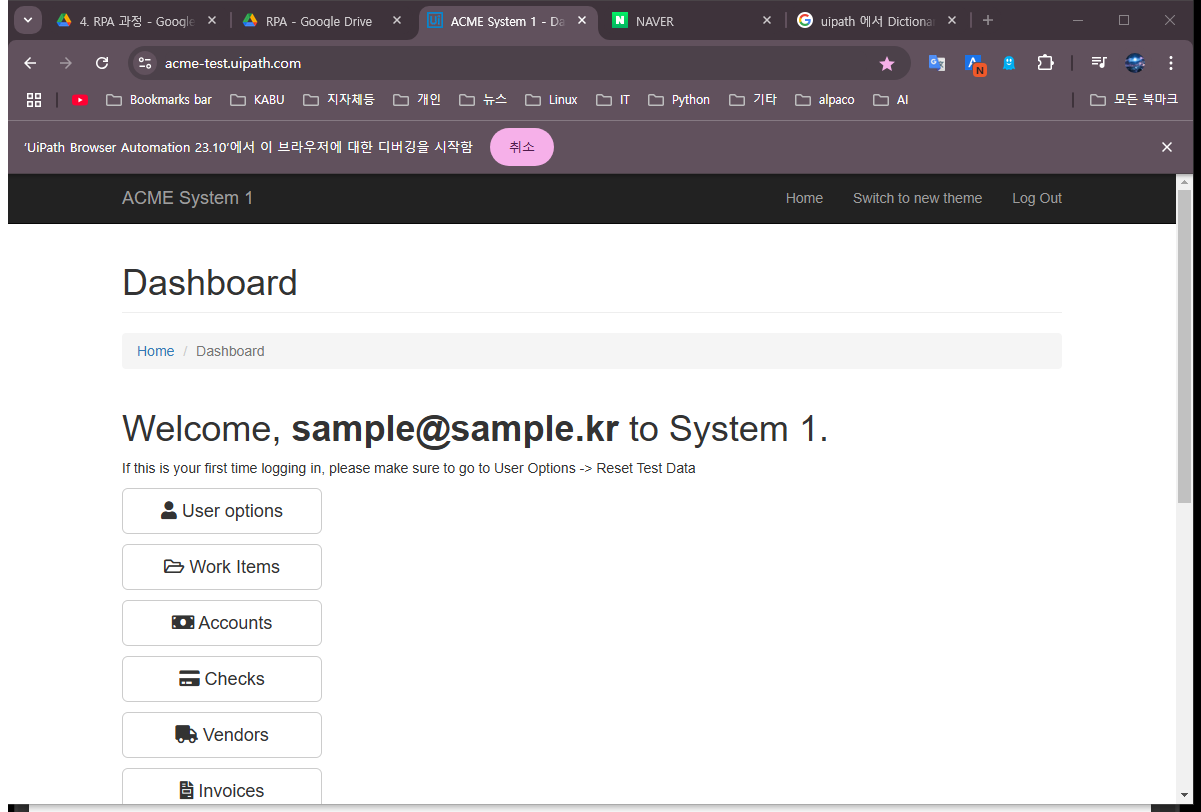 4. RPA 과정 - Google
RPA - Google Drive
ACME System 1 - Da
NAVER
uipath 에서 Dictionar
acme-test.uipath.com
Bookmarks bar
KABU
지자체등
개인
뉴스
Linux
IT
Python
기타
alpaco
AI
모든 북마크
'UiPath Browser Automation 23.10'에서 이 브라우저에 대한 디버깅을 시작함
취소
ACME System 1
Home
Switch to new theme
Log Out
Dashboard
Home / Dashboard
Welcome, sample@sample.kr to System 1.
If this is your first time logging in, please make sure to go to User Options -> Reset Test Data
User options
Work Items
Accounts
Checks
Vendors
Invoices